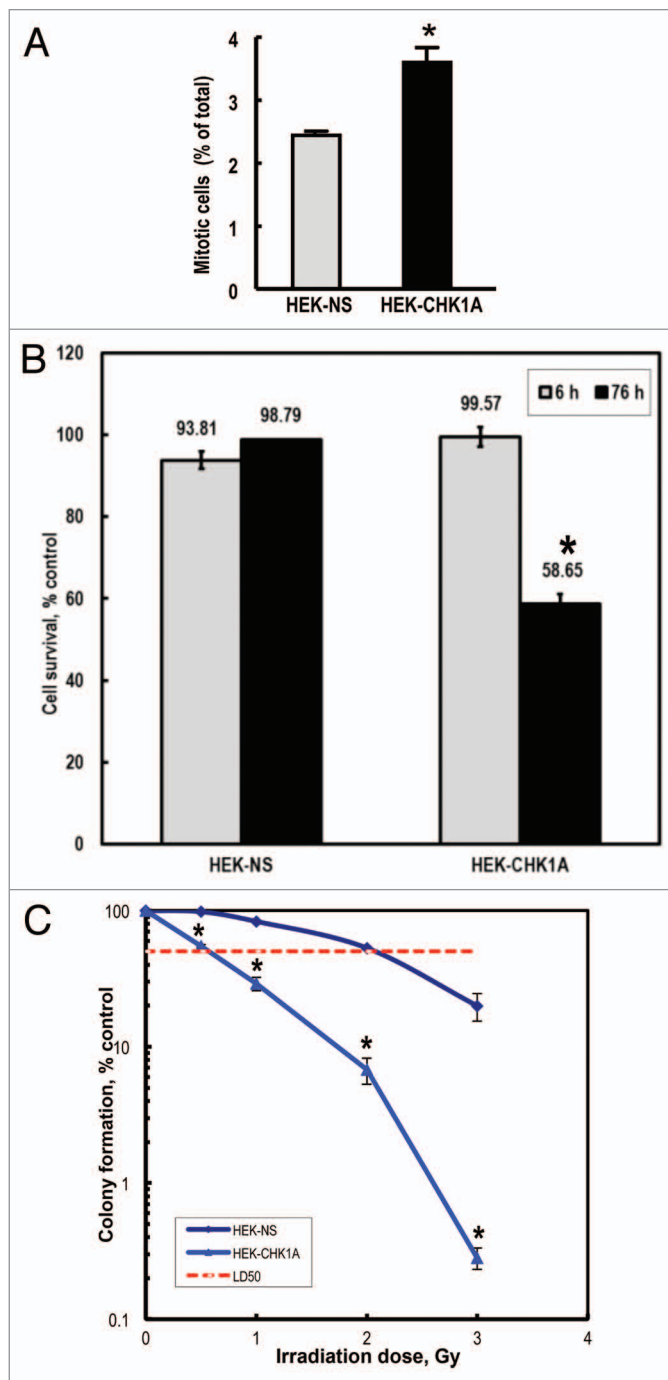 A
*
Mitotic cells (% of total)
4
3
2
1
0
HEK-NS HEK-CHK1A
B
Cell survival, % control
120
100
80
60
40
20
0
6 h 76 h
93.81
98.79
99.57
*
58.65
HEK-NS HEK-CHK1A
C
Colony formation, % control
100
10
1
0.1
*
*
*
*
HEK-NS
HEK-CHK1A
LD50
0 1 2 3 4
Irradiation dose, Gy